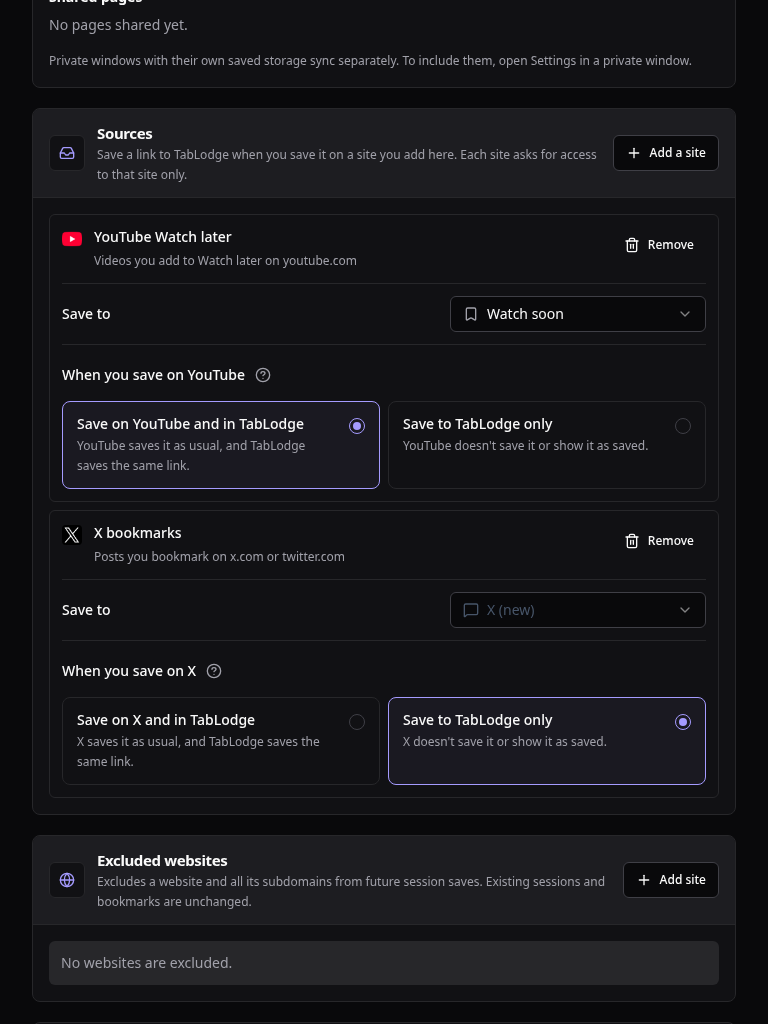 Shared pages
No pages shared yet.
Private windows with their own saved storage sync separately. To include them, open Settings in a private window.
Sources
Save a link to TabLodge when you save it on a site you add here. Each site asks for access
to that site only.
Add a site
YouTube Watch later
Videos you add to Watch later on youtube.com
Remove
Save to
Watch soon
When you save on YouTube
Save on YouTube and in TabLodge
YouTube saves it as usual, and TabLodge
saves the same link.
Save to TabLodge only
YouTube doesn't save it or show it as saved.
X bookmarks
Posts you bookmark on x.com or twitter.com
Remove
Save to
X (new)
When you save on X
Save on X and in TabLodge
X saves it as usual, and TabLodge saves the
same link.
Save to TabLodge only
X doesn't save it or show it as saved.
Excluded websites
Excludes a website and all its subdomains from future session saves. Existing sessions and
bookmarks are unchanged.
Add site
No websites are excluded.